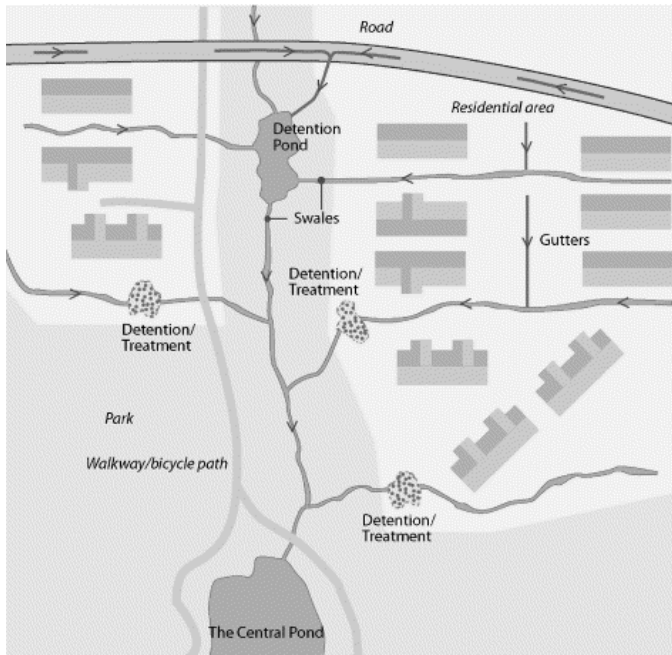 Road
Residential area
Detention
Pond
Swales
Gutters
Detention/
Treatment
Detention/
Treatment
Park
Walkway/bicycle path
Detention/
Treatment
The Central Pond